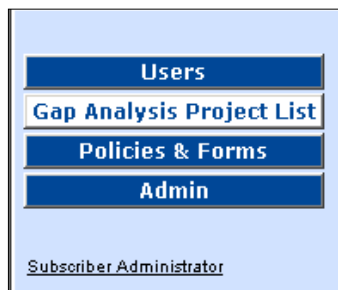 Users
Gap Analysis Project List
Policies & Forms
Admin
Subscriber Administrator